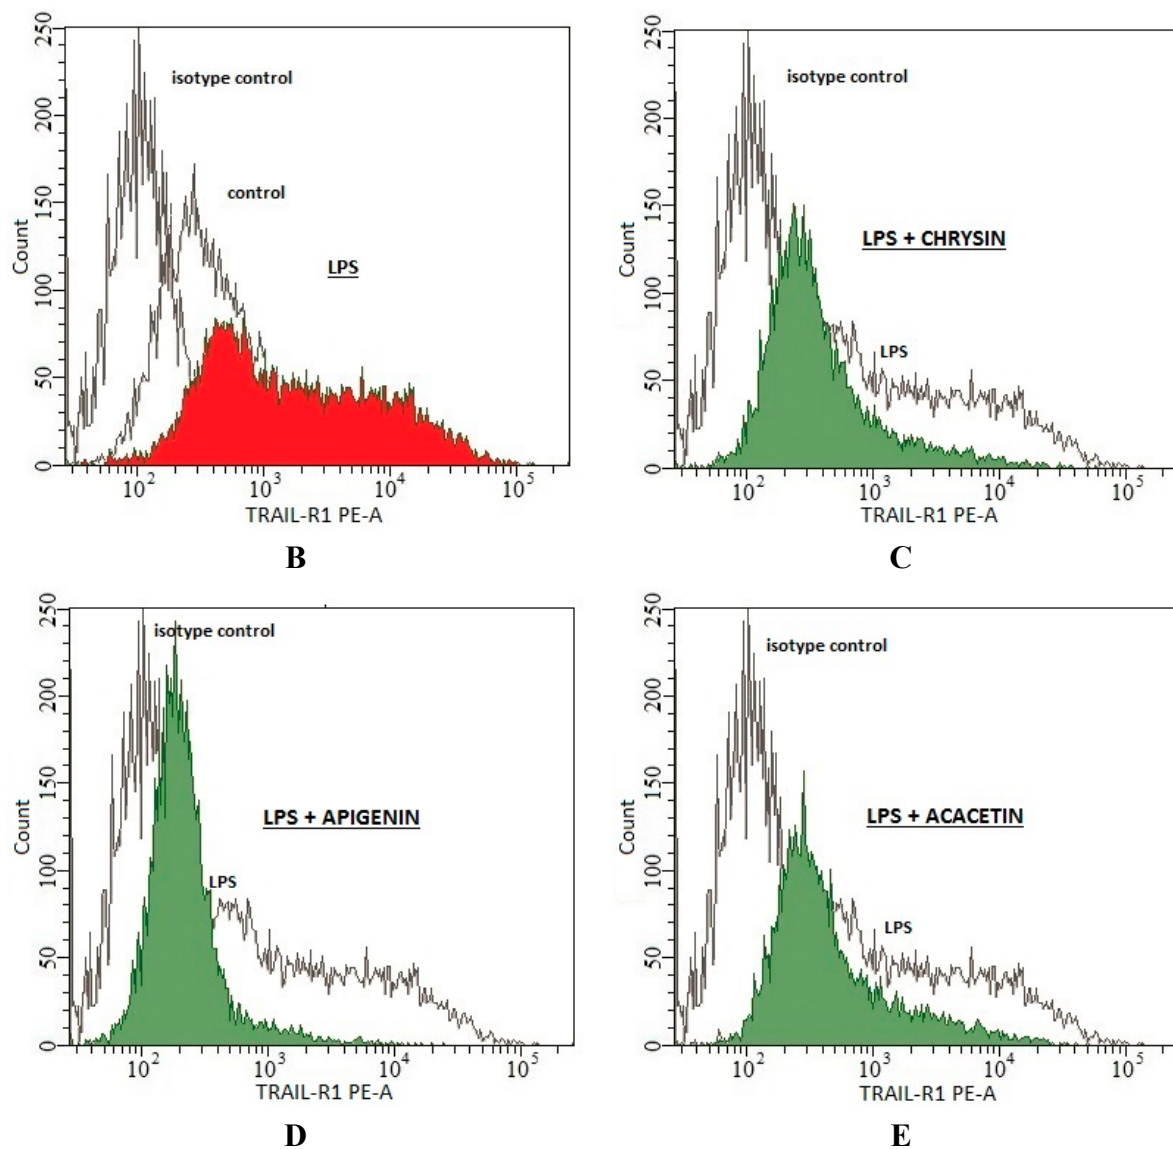 250
200
150
100
50
0
Count
isotype control
control
LPS
10² 10³ 10⁴ 10⁵
TRAIL-R1 PE-A
B
250
200
150
100
50
0
Count
isotype control
LPS + CHRYSIN
LPS
10² 10³ 10⁴ 10⁵
TRAIL-R1 PE-A
C
250
200
150
100
50
0
Count
isotype control
LPS + APIGENIN
LPS
10² 10³ 10⁴ 10⁵
TRAIL-R1 PE-A
D
250
200
150
100
50
0
Count
isotype control
LPS + ACACETIN
LPS
10² 10³ 10⁴ 10⁵
TRAIL-R1 PE-A
E